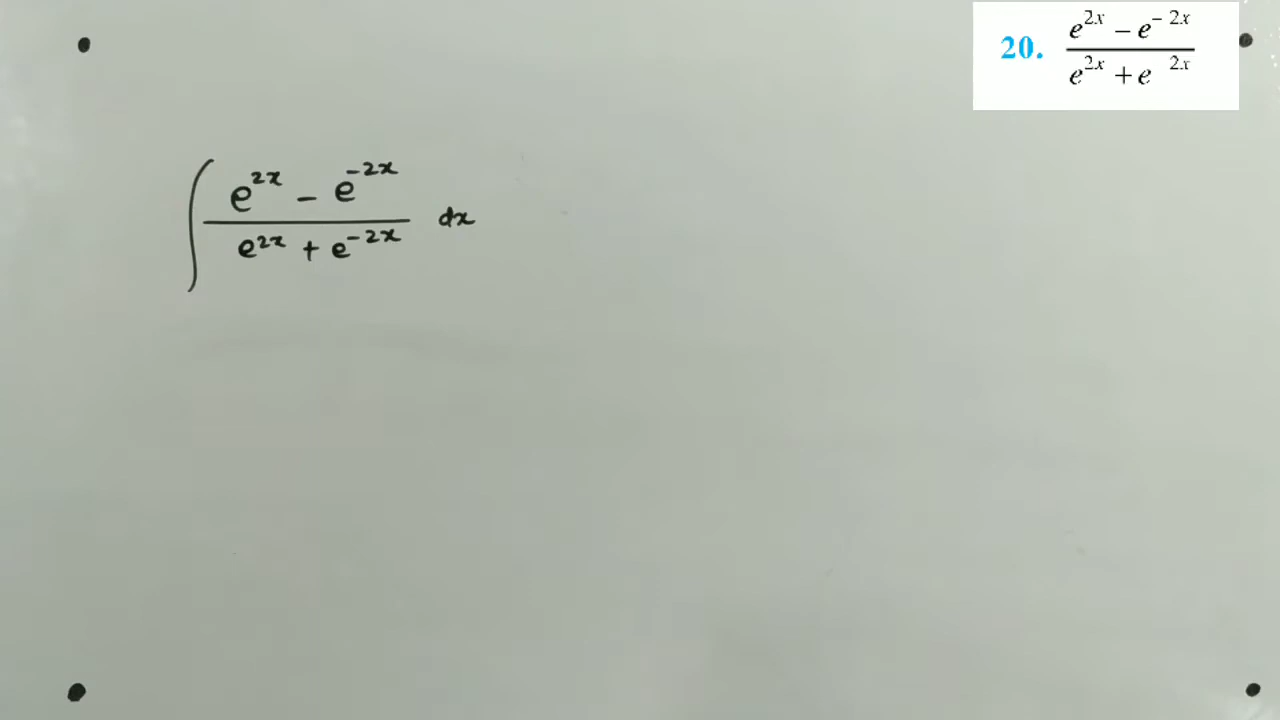 20. e^{2x} – e^{– 2x}
e^{2x} + e^{2x}
∫ e^{2x} - e^{-2x}
dx
e^{2x} + e^{-2x}